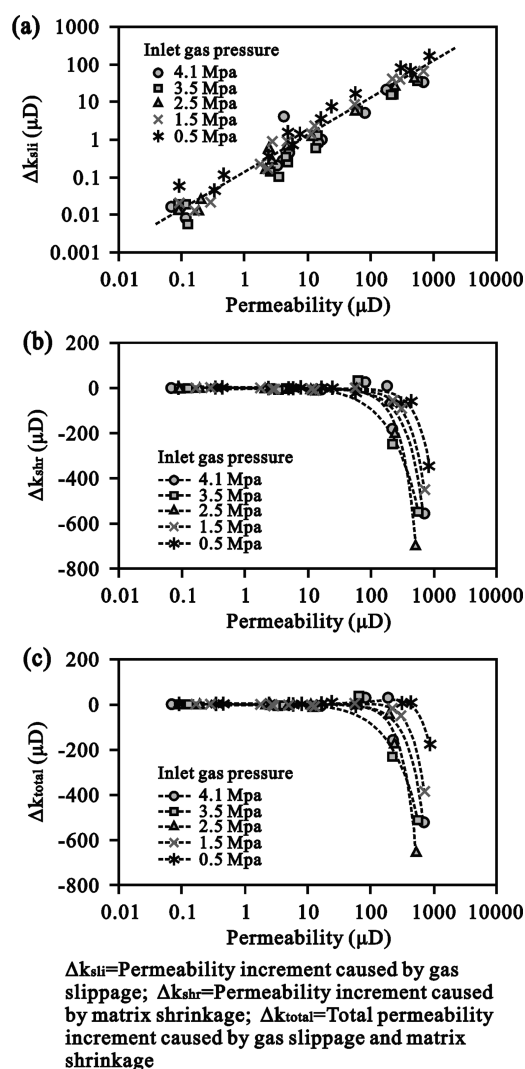 (a)
1000
100
10
1
0.1
0.01
0.001
Δksli (μD)
Inlet gas pressure
4.1 Mpa
3.5 Mpa
2.5 Mpa
1.5 Mpa
0.5 Mpa
0.01 0.1 1 10 100 1000 10000
Permeability (μD)
(b)
200
0
-200
-400
-600
-800
Δkshr (μD)
Inlet gas pressure
4.1 Mpa
3.5 Mpa
2.5 Mpa
1.5 Mpa
0.5 Mpa
0.01 0.1 1 10 100 1000 10000
Permeability (μD)
(c)
200
0
-200
-400
-600
-800
Δktotal (μD)
Inlet gas pressure
4.1 Mpa
3.5 Mpa
2.5 Mpa
1.5 Mpa
0.5 Mpa
0.01 0.1 1 10 100 1000 10000
Permeability (μD)
Δksli=Permeability increment caused by gas
slippage; Δkshr=Permeability increment caused
by matrix shrinkage; Δktotal=Total permeability
increment caused by gas slippage and matrix
shrinkage